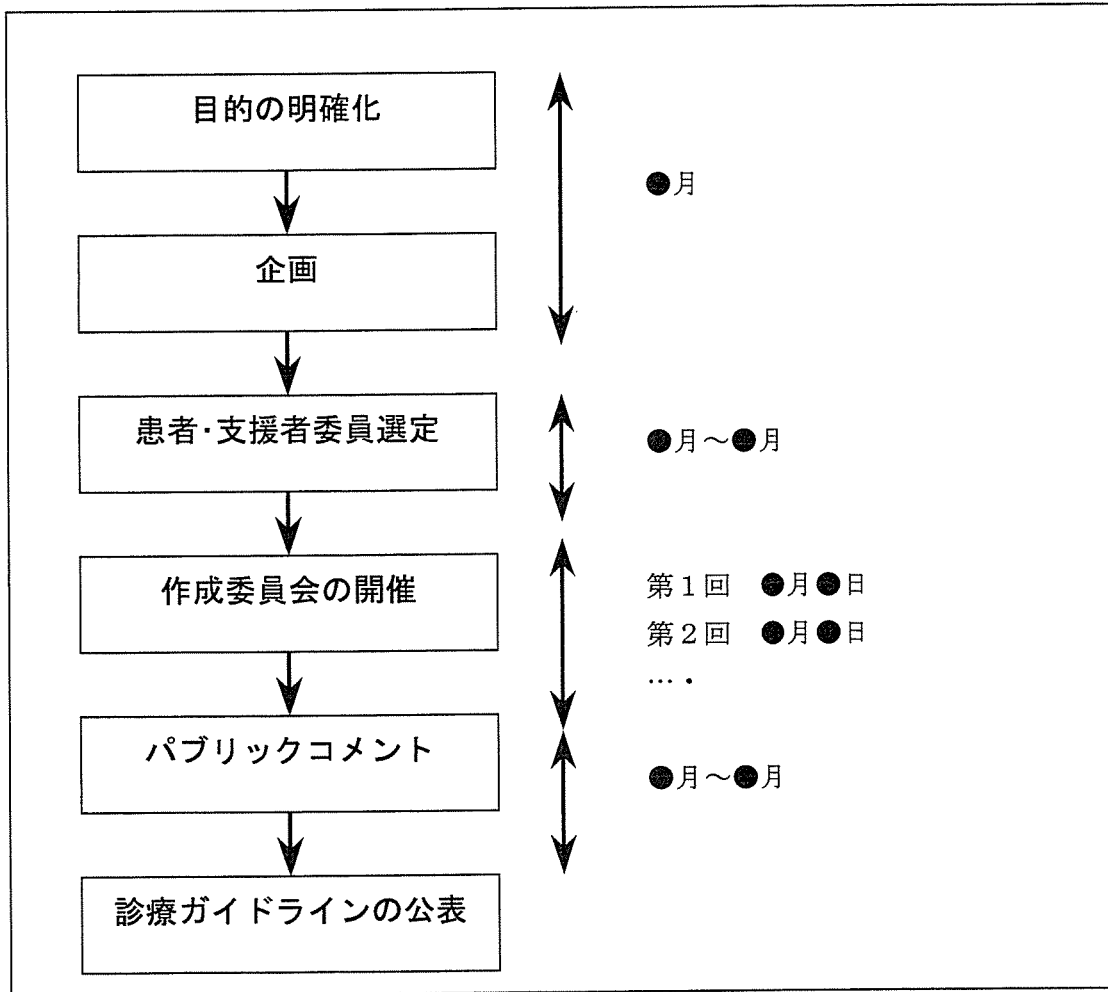 目的の明確化
●月
企画
患者・支援者委員選定
●月～●月
作成委員会の開催
第１回　●月●日
第２回　●月●日
…・
パブリックコメント
●月～●月
診療ガイドラインの公表